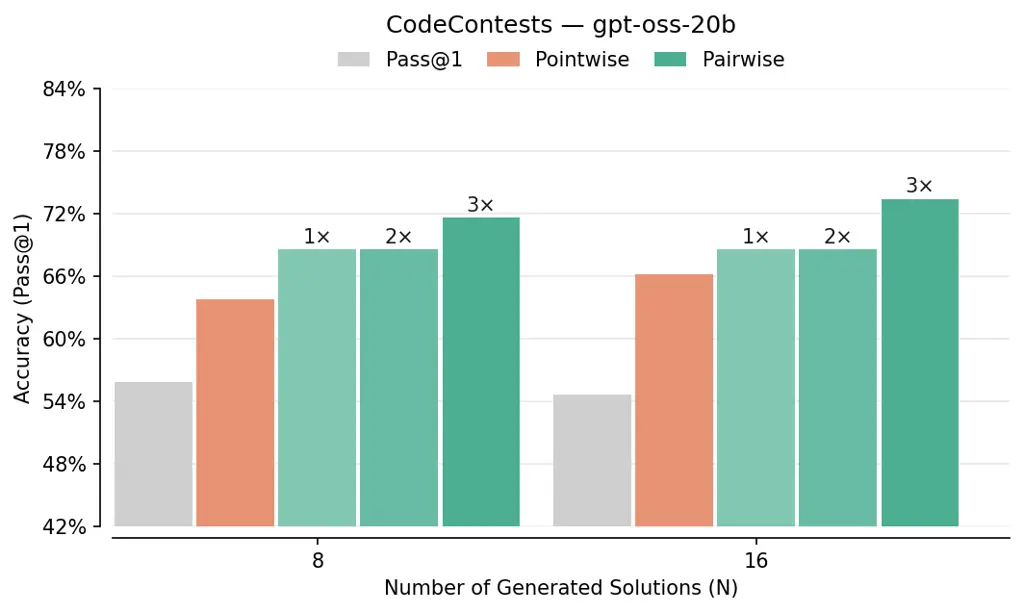 CodeContests — gpt-oss-20b
Pass@1 Pointwise Pairwise
84%
78%
72%
66%
60%
54%
48%
42%
Accuracy (Pass@1)
1× 2× 3×
1× 2× 3×
8 16
Number of Generated Solutions (N)